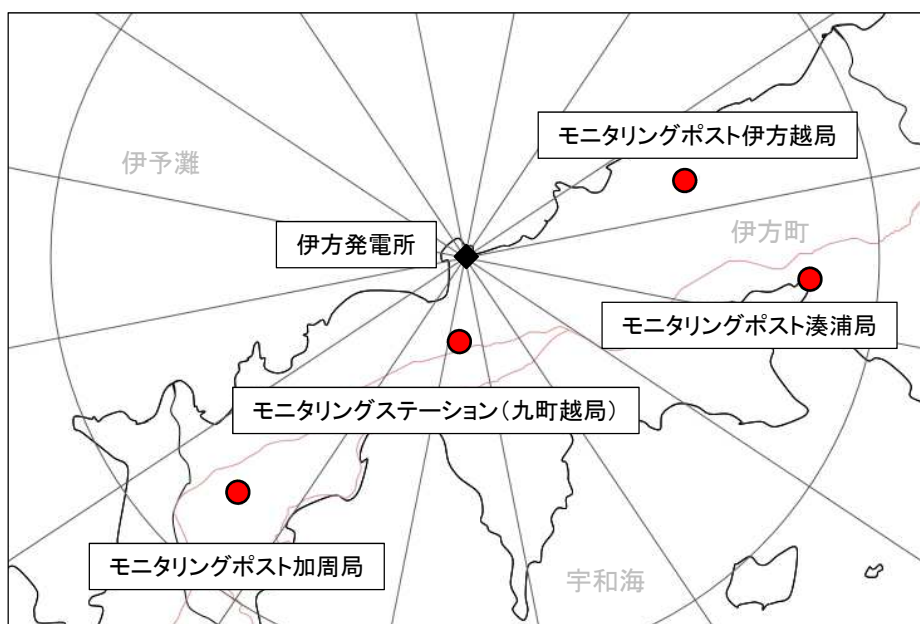 モニタリングポスト伊方越局
伊予灘
伊方発電所
伊方町
モニタリングポスト湊浦局
モニタリングステーション(九町越局)
モニタリングポスト加周局
宇和海